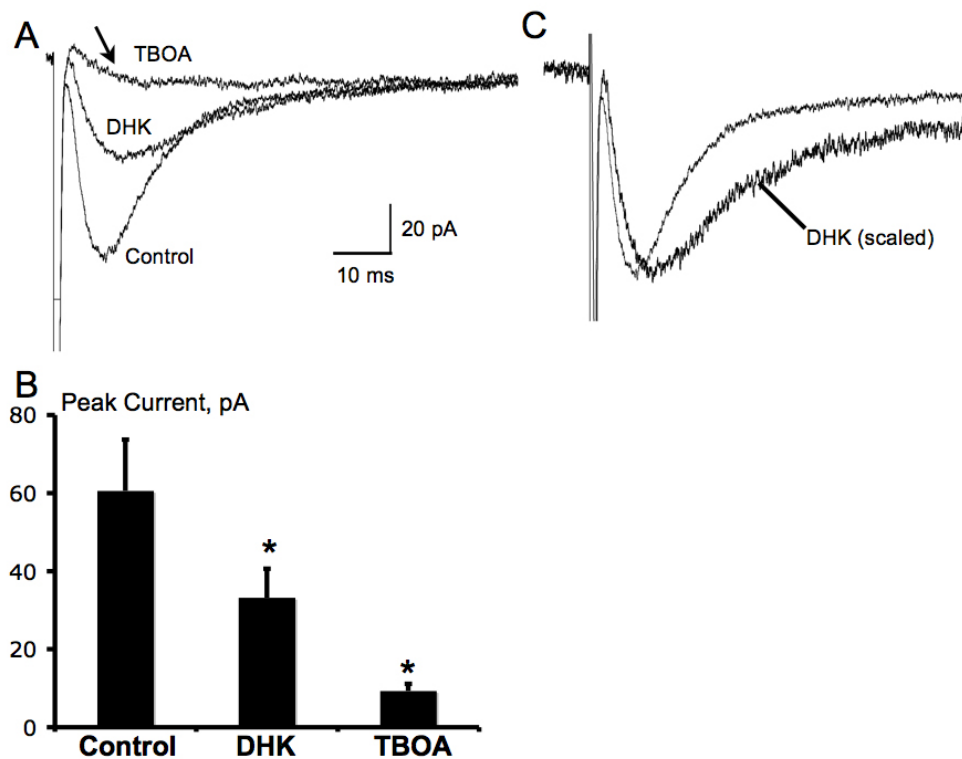 A
TBOA
DHK
Control
20 pA
10 ms
C
DHK (scaled)
B
Peak Current, pA
80
60
40
20
0
*
*
Control DHK TBOA